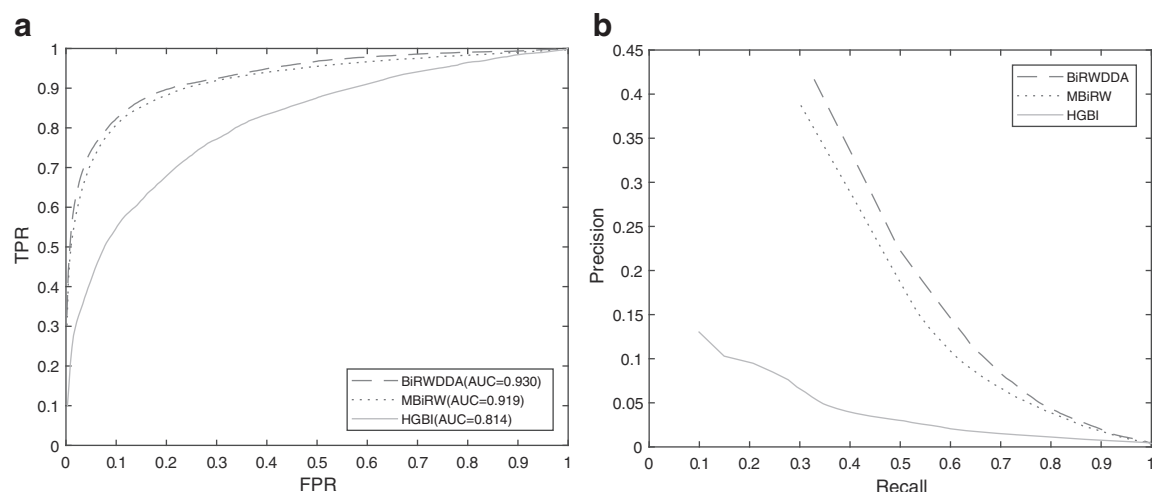 a
1
0.9
0.8
0.7
0.6
0.5
0.4
0.3
0.2
0.1
0
TPR
0 0.1 0.2 0.3 0.4 0.5 0.6 0.7 0.8 0.9 1
FPR
BiRWDDA(AUC=0.930)
MBiRW(AUC=0.919)
HGBI(AUC=0.814)
b
0.45
0.4
0.35
0.3
0.25
0.2
0.15
0.1
0.05
0
Precision
0 0.1 0.2 0.3 0.4 0.5 0.6 0.7 0.8 0.9 1
Recall
BiRWDDA
MBiRW
HGBI